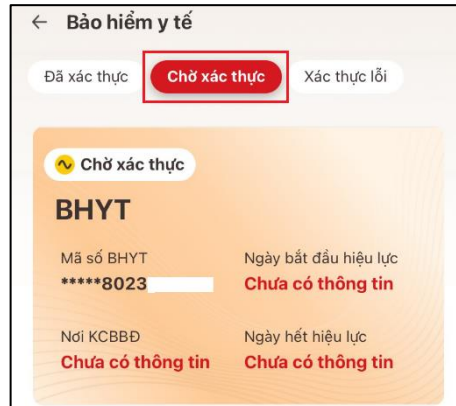 ← Bảo hiểm y tế
Đã xác thực Chờ xác thực Xác thực lỗi
Chờ xác thực
BHYT
Mã số BHYT Ngày bắt đầu hiệu lực
*****8023 Chưa có thông tin
Nơi KCBBĐ Ngày hết hiệu lực
Chưa có thông tin Chưa có thông tin